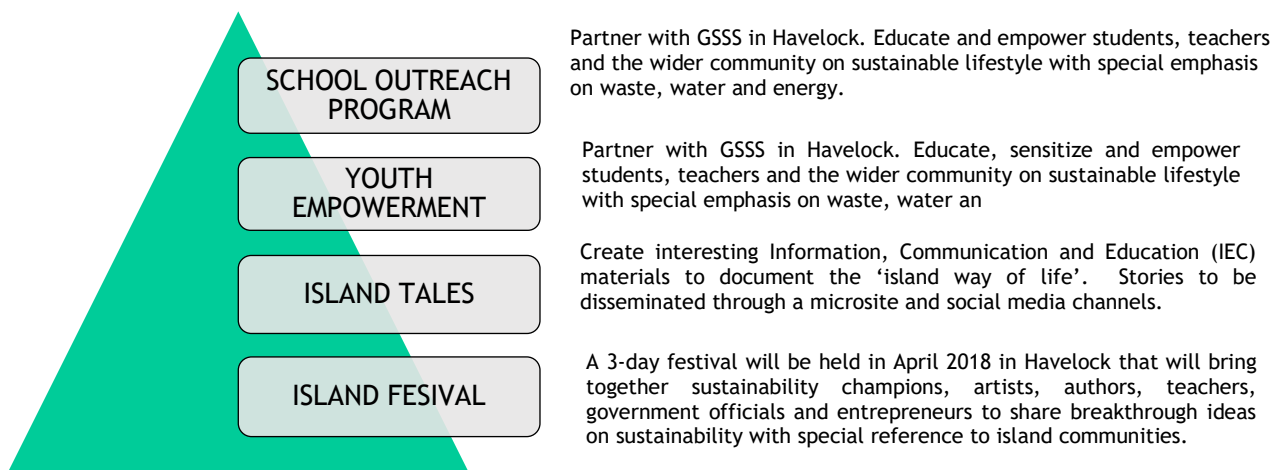 SCHOOL OUTREACH
PROGRAM
Partner with GSSS in Havelock. Educate and empower students, teachers
and the wider community on sustainable lifestyle with special emphasis
on waste, water and energy.
YOUTH
EMPOWERMENT
Partner with GSSS in Havelock. Educate, sensitize and empower
students, teachers and the wider community on sustainable lifestyle
with special emphasis on waste, water an
ISLAND TALES
Create interesting Information, Communication and Education (IEC)
materials to document the ‘island way of life’. Stories to be
disseminated through a microsite and social media channels.
ISLAND FESIVAL
A 3-day festival will be held in April 2018 in Havelock that will bring
together sustainability champions, artists, authors, teachers,
government officials and entrepreneurs to share breakthrough ideas
on sustainability with special reference to island communities.